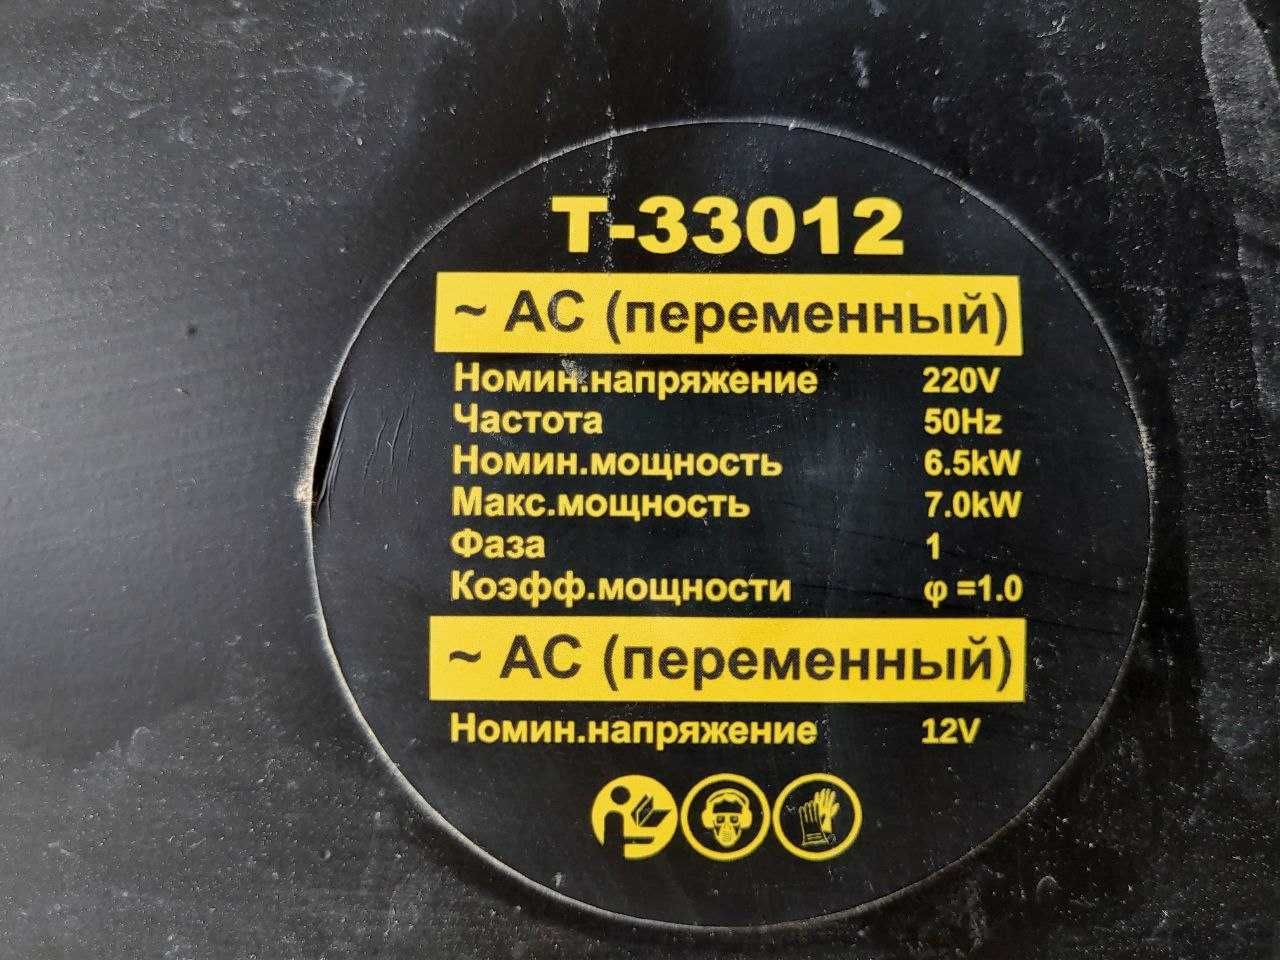 T-33012
~ AC (переменный)
Номин.напряжение 220V
Частота 50Hz
Номин.мощность 6.5kW
Макс.мощность 7.0kW
Фаза 1
Коэфф.мощности φ =1.0
~ AC (переменный)
Номин.напряжение 12V